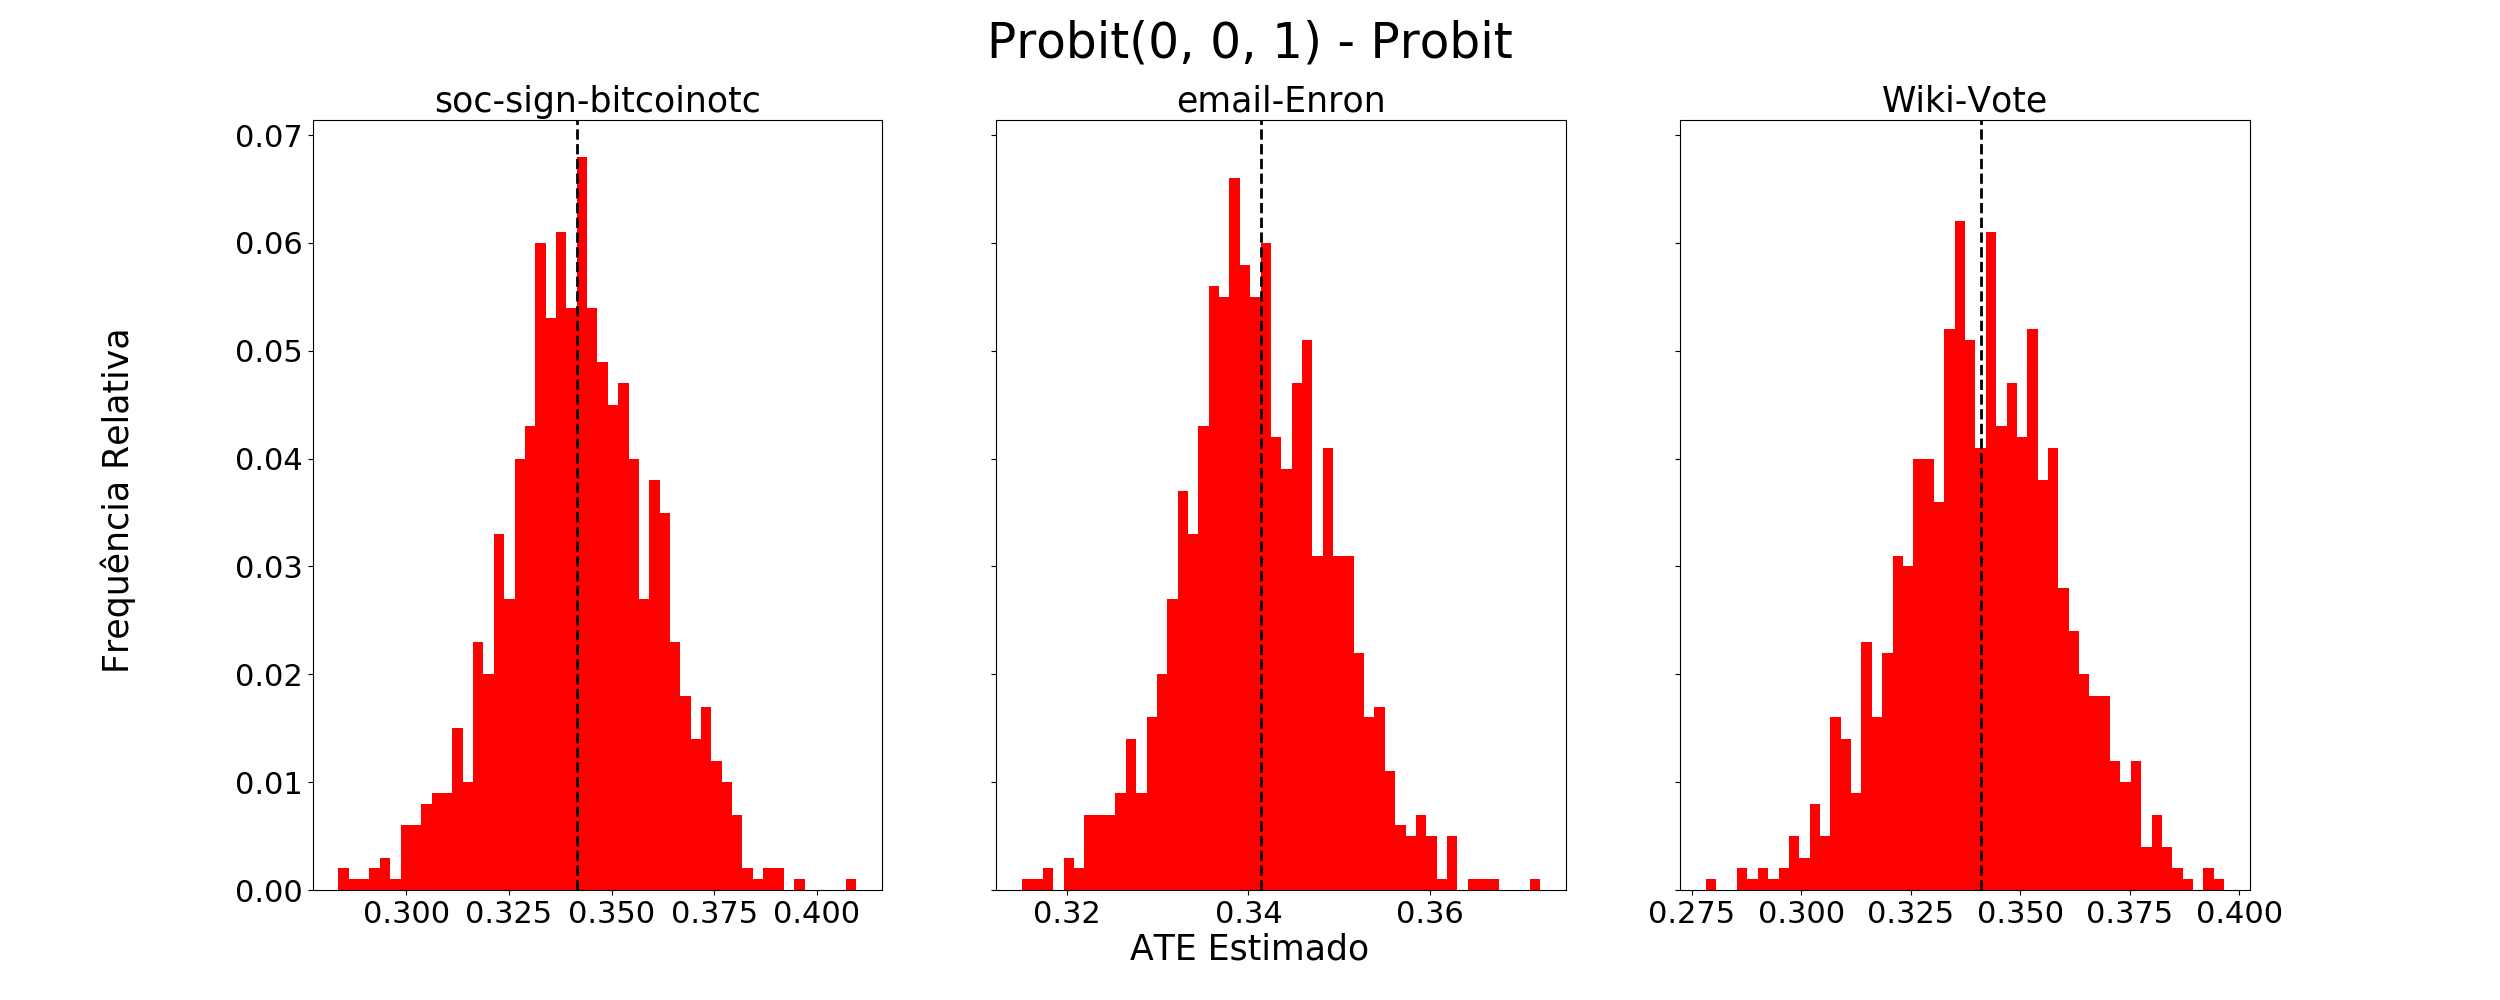 Probit(0, 0, 1) - Probit
soc-sign-bitcoinotc
email-Enron
Wiki-Vote
Frequência Relativa
0.07
0.06
0.05
0.04
0.03
0.02
0.01
0.00
0.300 0.325 0.350 0.375 0.400
0.32 0.34 0.36
0.275 0.300 0.325 0.350 0.375 0.400
ATE Estimado